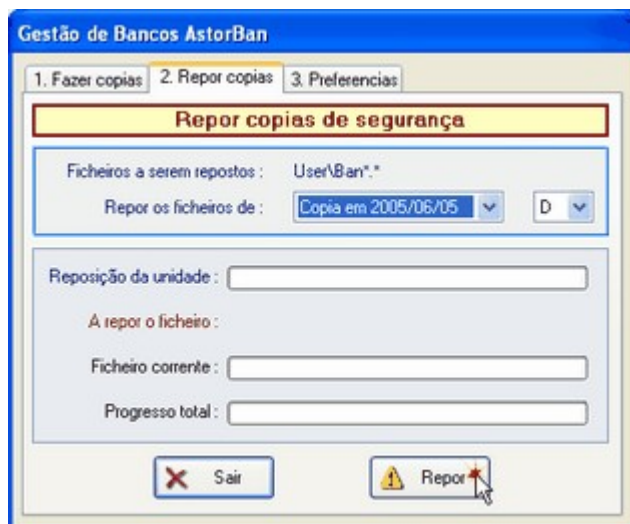 Gestão de Bancos AstorBan
1. Fazer copias 2. Repor copias 3. Preferencias
Repor copias de segurança
Ficheiros a serem repostos : User\Ban*.*
Repor os ficheiros de : Copia em 2005/06/05 D
Reposição da unidade :
A repor o ficheiro :
Ficheiro corrente :
Progresso total :
Sair Repor